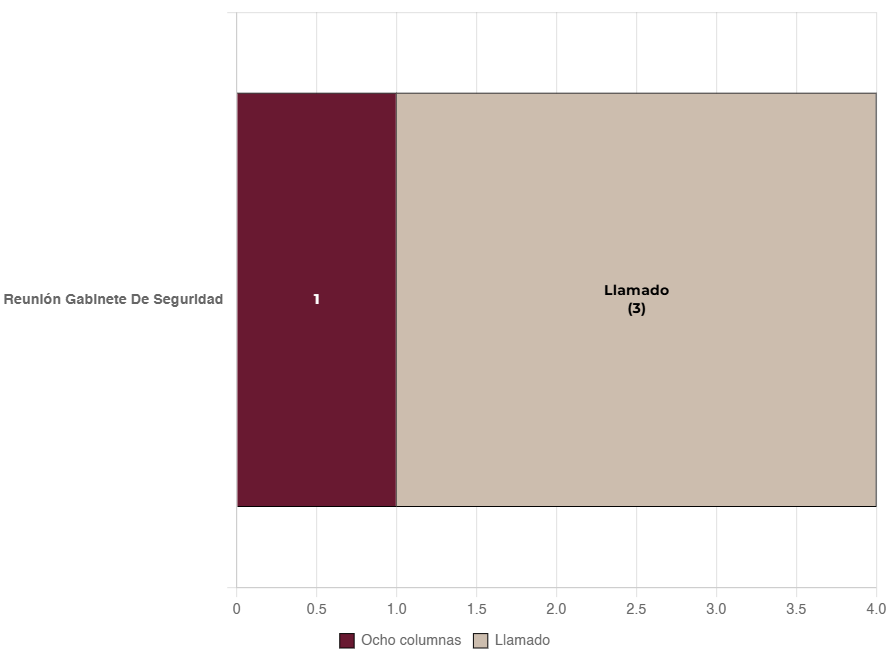 Reunión Gabinete De Seguridad
1
Llamado
(3)
0 0.5 1.0 1.5 2.0 2.5 3.0 3.5 4.0
Ocho columnas Llamado